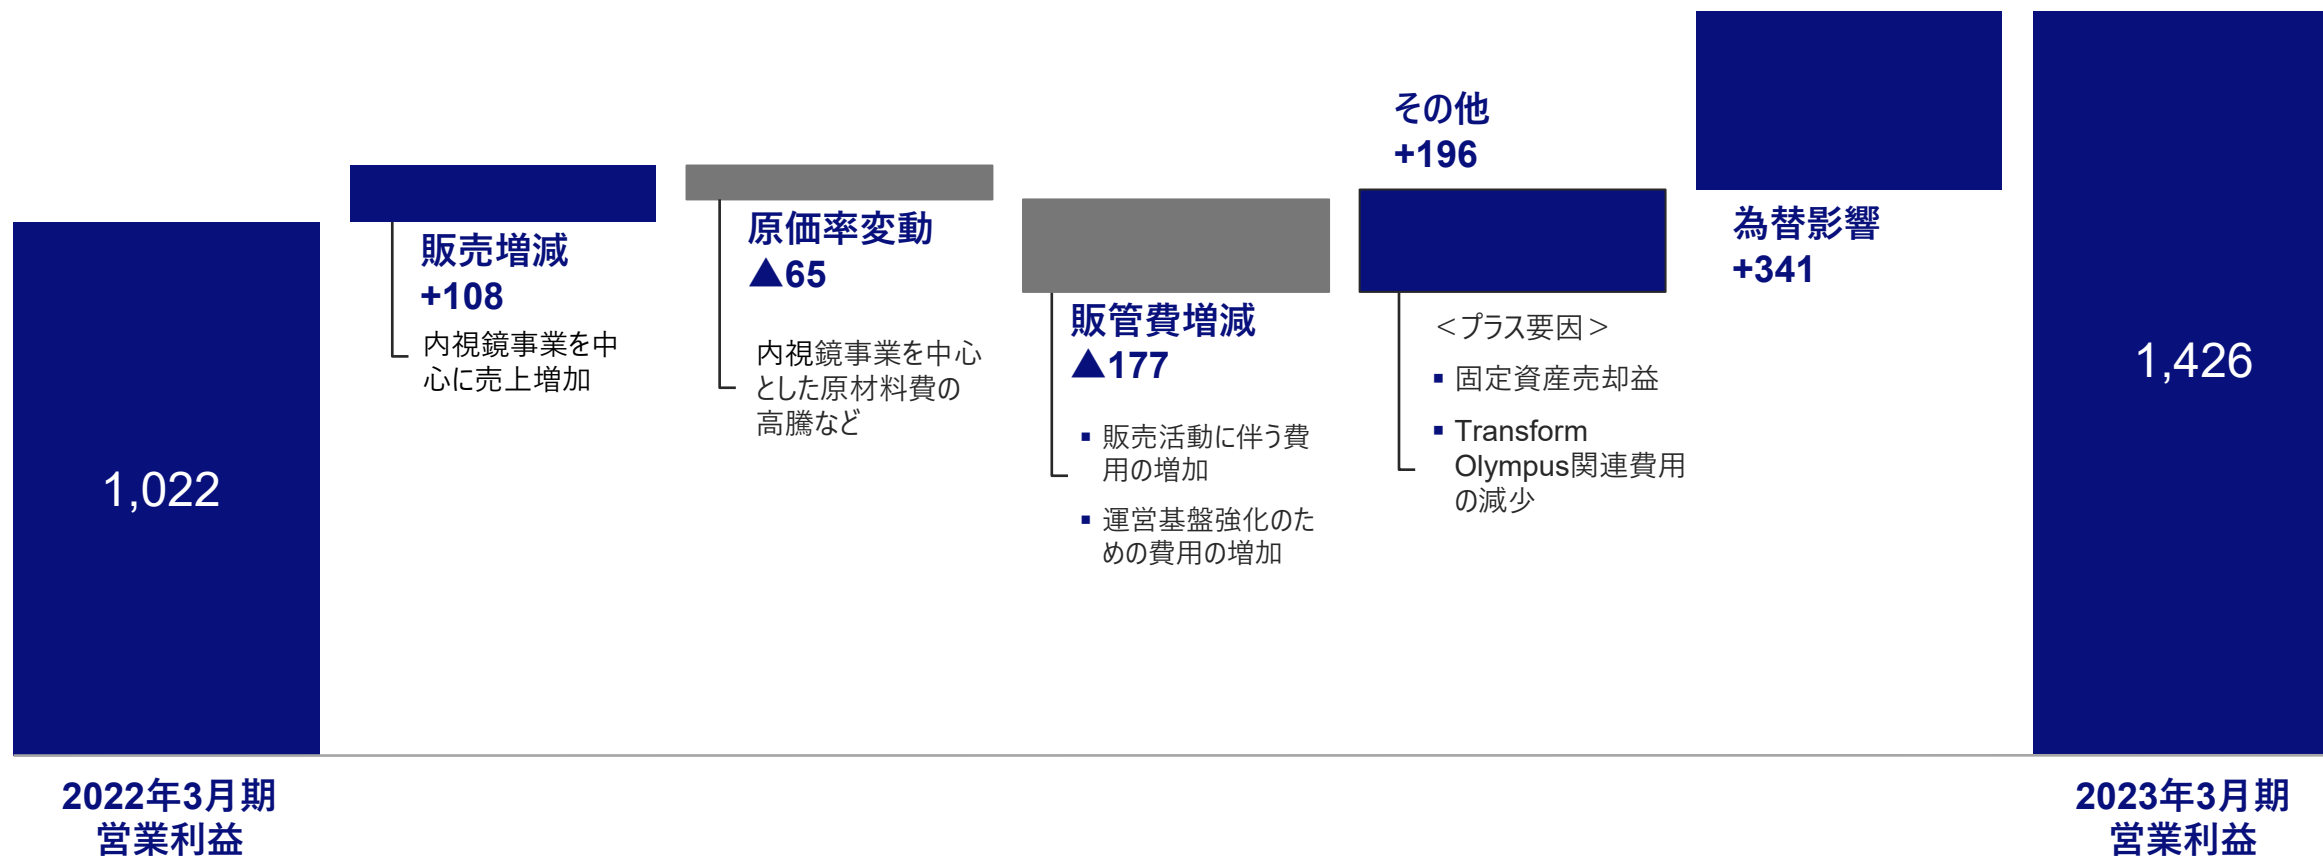 1,022
2022年3月期
営業利益
販売増減
+108
内視鏡事業を中
心に売上増加
原価率変動
▲65
内視鏡事業を中心
とした原材料費の
高騰など
販管費増減
▲177
▪ 販売活動に伴う費
用の増加
▪ 運営基盤強化のた
めの費用の増加
その他
+196
＜プラス要因＞
▪ 固定資産売却益
▪ Transform
Olympus関連費用
の減少
為替影響
+341
1,426
2023年3月期
営業利益